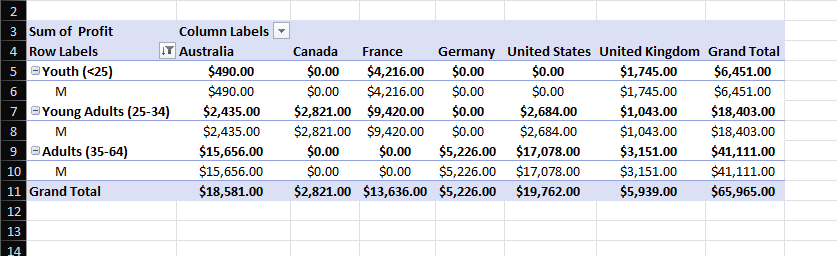 2
3 Sum of Profit Column Labels
4 Row Labels Australia Canada France Germany United States United Kingdom Grand Total
5 Youth (<25) $490.00 $0.00 $4,216.00 $0.00 $0.00 $1,745.00 $6,451.00
6 M $490.00 $0.00 $4,216.00 $0.00 $0.00 $1,745.00 $6,451.00
7 Young Adults (25-34) $2,435.00 $2,821.00 $9,420.00 $0.00 $2,684.00 $1,043.00 $18,403.00
8 M $2,435.00 $2,821.00 $9,420.00 $0.00 $2,684.00 $1,043.00 $18,403.00
9 Adults (35-64) $15,656.00 $0.00 $0.00 $5,226.00 $17,078.00 $3,151.00 $41,111.00
10 M $15,656.00 $0.00 $0.00 $5,226.00 $17,078.00 $3,151.00 $41,111.00
11 Grand Total $18,581.00 $2,821.00 $13,636.00 $5,226.00 $19,762.00 $5,939.00 $65,965.00
12
13
14